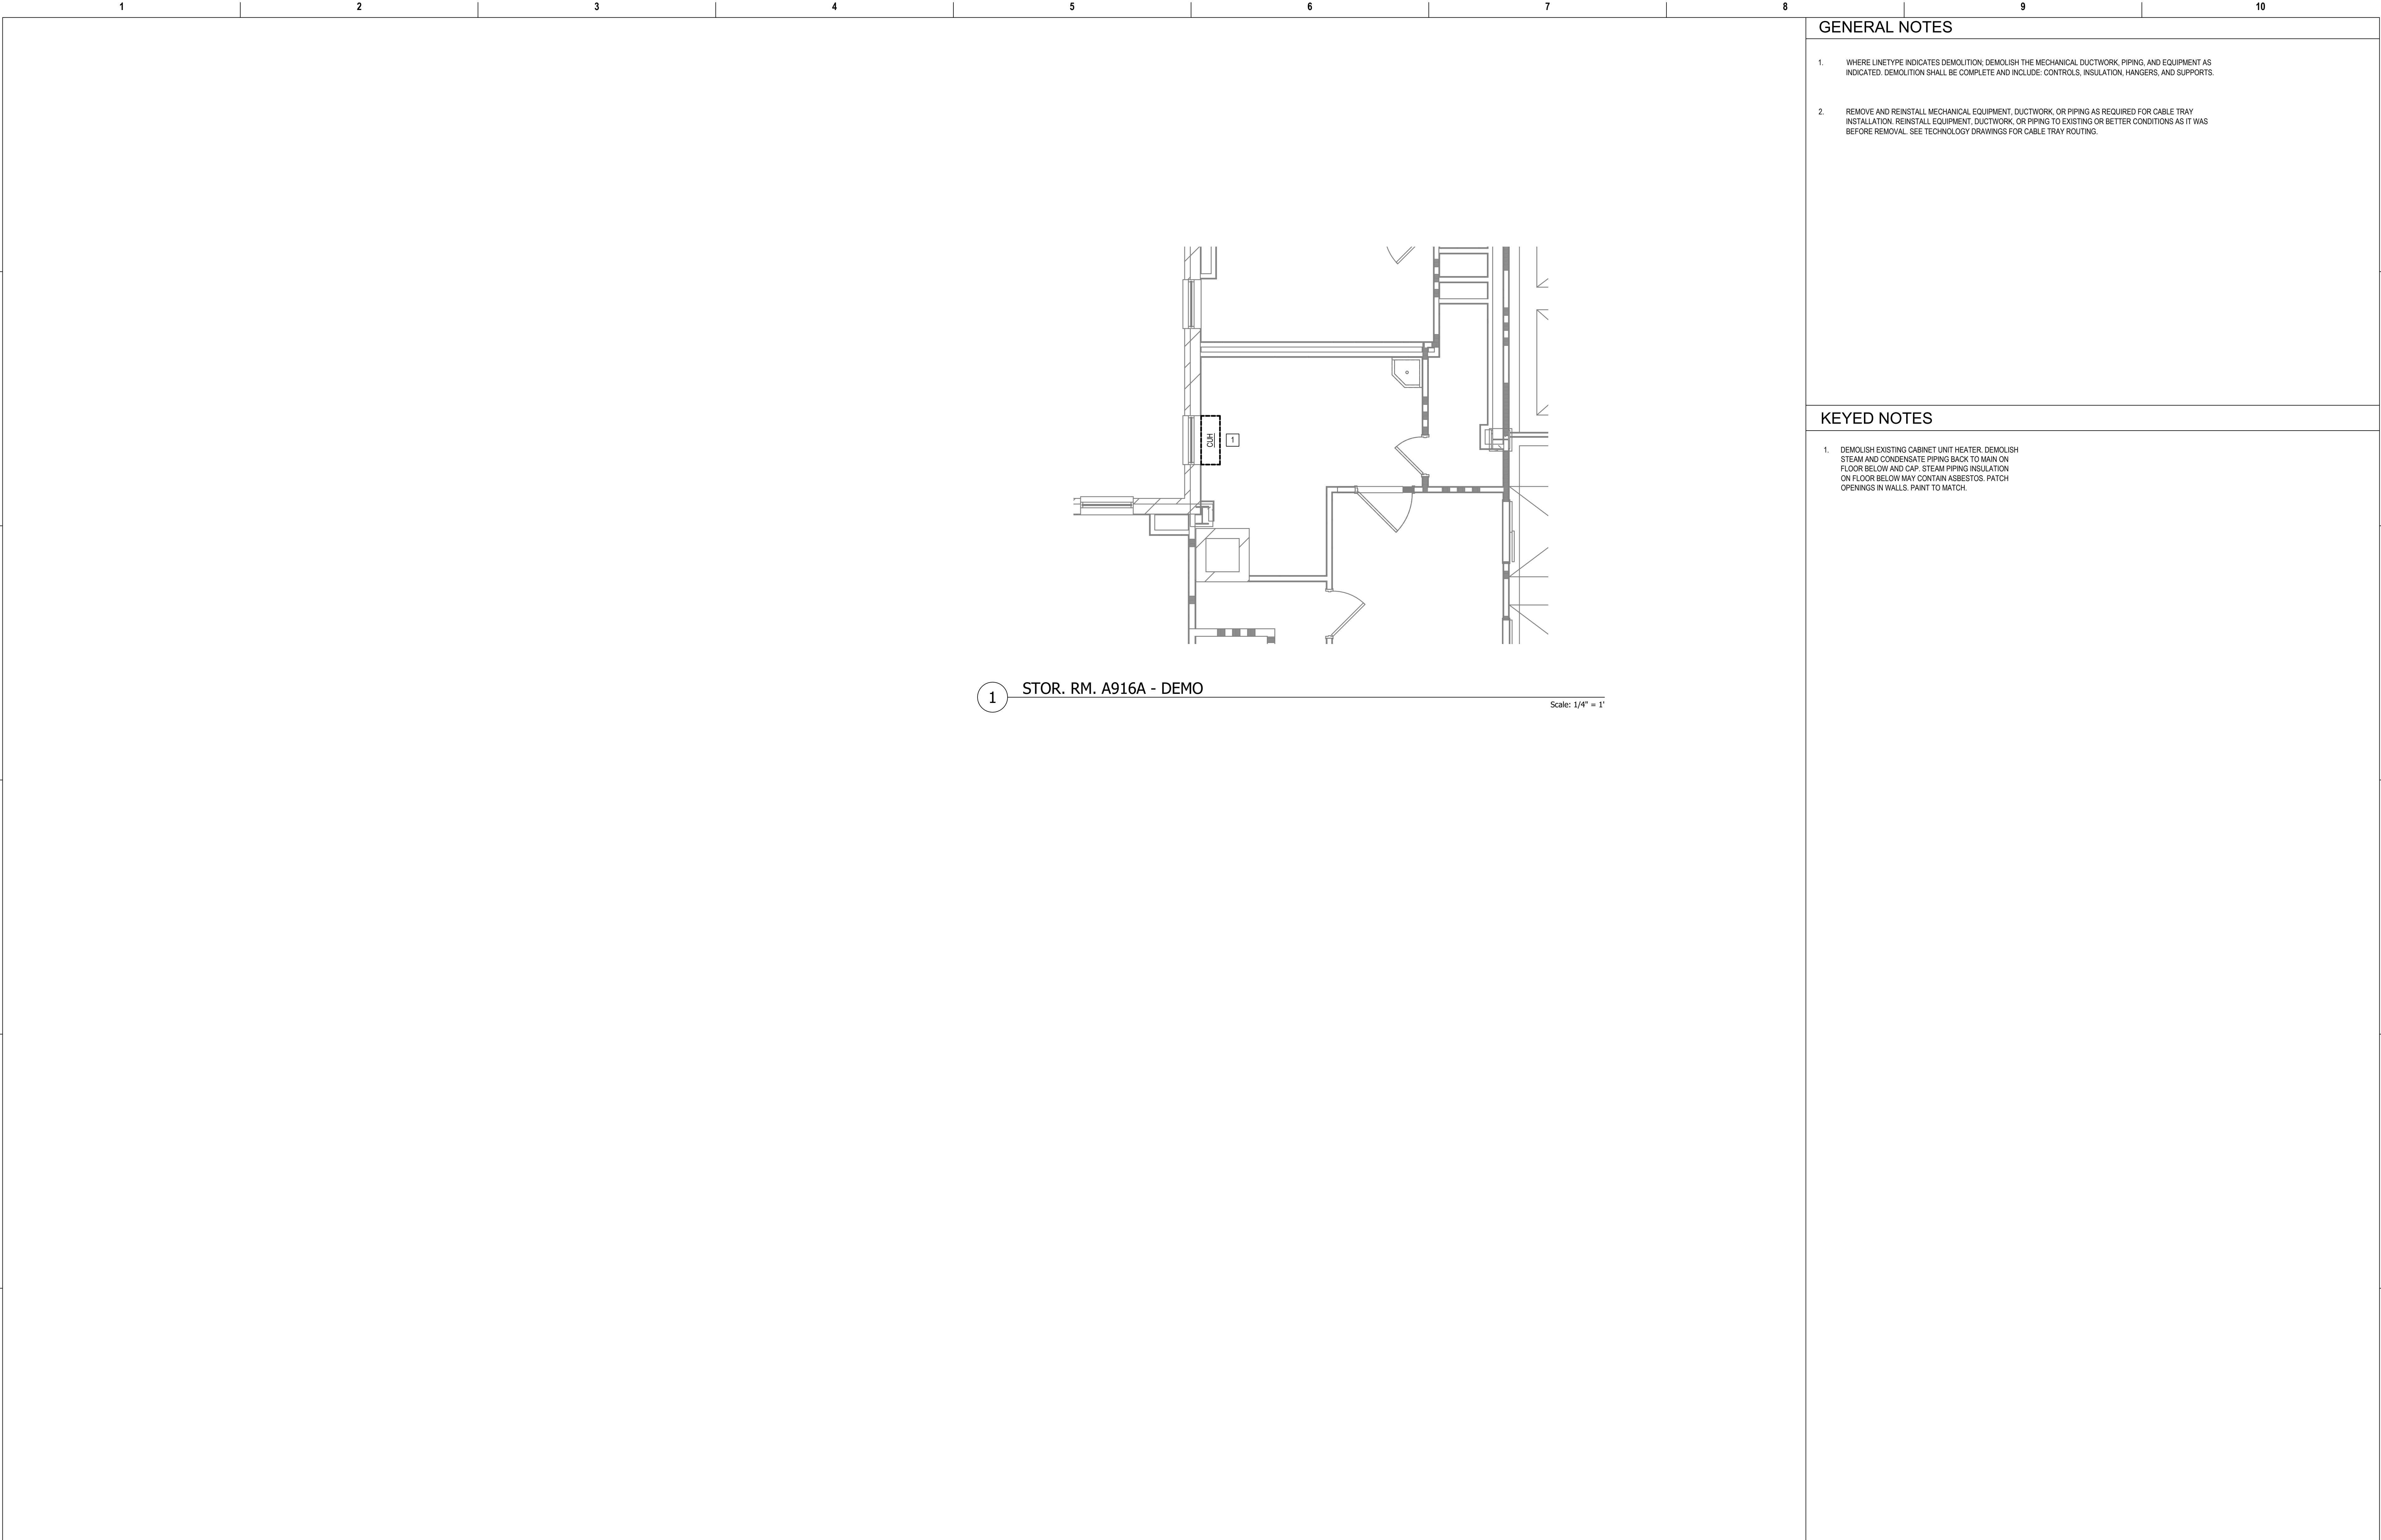 1 2 3 4 5 6 7 8 9 10
GENERAL NOTES
1. WHERE LINETYPE INDICATES DEMOLITION; DEMOLISH THE MECHANICAL DUCTWORK, PIPING, AND EQUIPMENT AS
INDICATED. DEMOLITION SHALL BE COMPLETE AND INCLUDE: CONTROLS, INSULATION, HANGERS, AND SUPPORTS.
2. REMOVE AND REINSTALL MECHANICAL EQUIPMENT, DUCTWORK, OR PIPING AS REQUIRED FOR CABLE TRAY
INSTALLATION. REINSTALL EQUIPMENT, DUCTWORK, OR PIPING TO EXISTING OR BETTER CONDITIONS AS IT WAS
BEFORE REMOVAL. SEE TECHNOLOGY DRAWINGS FOR CABLE TRAY ROUTING.
KEYED NOTES
1. DEMOLISH EXISTING CABINET UNIT HEATER. DEMOLISH
STEAM AND CONDENSATE PIPING BACK TO MAIN ON
FLOOR BELOW AND CAP. STEAM PIPING INSULATION
ON FLOOR BELOW MAY CONTAIN ASBESTOS. PATCH
OPENINGS IN WALLS. PAINT TO MATCH.
CUH
1
1
STOR. RM. A916A - DEMO
Scale: 1/4" = 1'